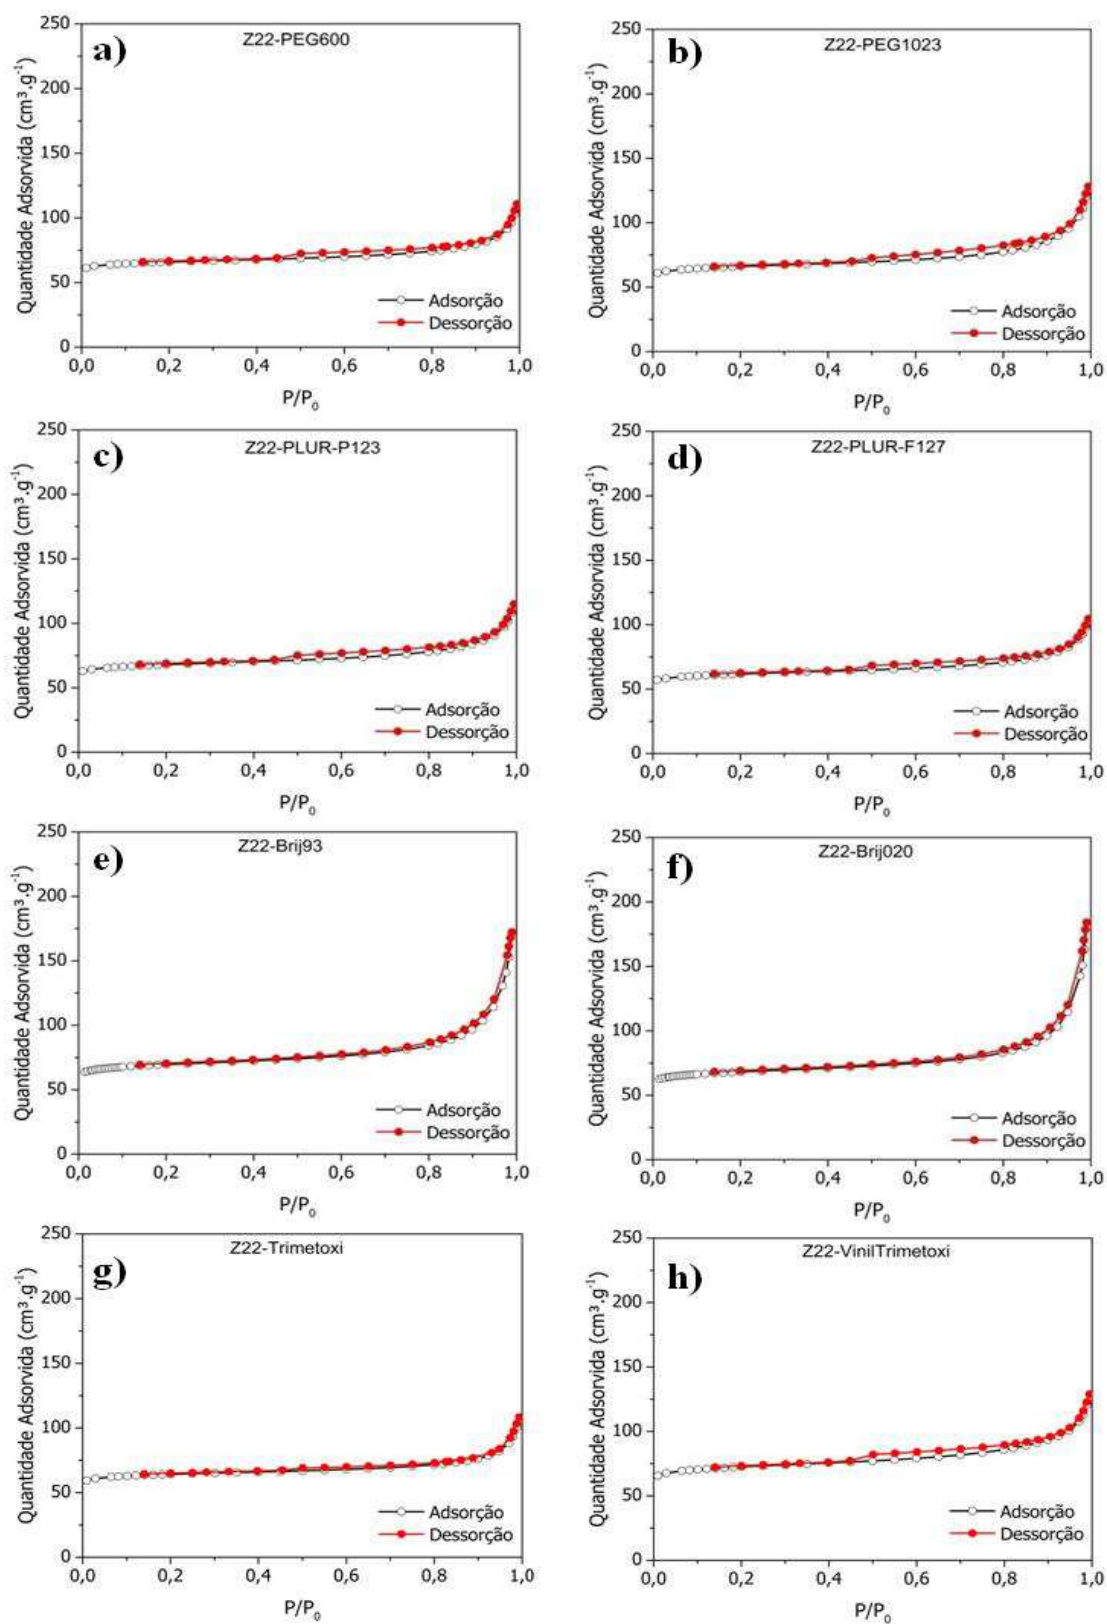 a)
Z22-PEG600
Quantidade Adsorvida (cm³.g⁻¹)
250
200
150
100
50
0
Adsorção
Dessorção
0,0 0,2 0,4 0,6 0,8 1,0
P/P₀
b)
Z22-PEG1023
Quantidade Adsorvida (cm³.g⁻¹)
250
200
150
100
50
0
Adsorção
Dessorção
0,0 0,2 0,4 0,6 0,8 1,0
P/P₀
c)
Z22-PLUR-P123
Quantidade Adsorvida (cm³.g⁻¹)
250
200
150
100
50
0
Adsorção
Dessorção
0,0 0,2 0,4 0,6 0,8 1,0
P/P₀
d)
Z22-PLUR-F127
Quantidade Adsorvida (cm³.g⁻¹)
250
200
150
100
50
0
Adsorção
Dessorção
0,0 0,2 0,4 0,6 0,8 1,0
P/P₀
e)
Z22-Brij93
Quantidade Adsorvida (cm³.g⁻¹)
250
200
150
100
50
0
Adsorção
Dessorção
0,0 0,2 0,4 0,6 0,8 1,0
P/P₀
f)
Z22-Brij020
Quantidade Adsorvida (cm³.g⁻¹)
250
200
150
100
50
0
Adsorção
Dessorção
0,0 0,2 0,4 0,6 0,8 1,0
P/P₀
g)
Z22-Trimetoxi
Quantidade Adsorvida (cm³.g⁻¹)
250
200
150
100
50
0
Adsorção
Dessorção
0,0 0,2 0,4 0,6 0,8 1,0
P/P₀
h)
Z22-VinilTrimetoxi
Quantidade Adsorvida (cm³.g⁻¹)
250
200
150
100
50
0
Adsorção
Dessorção
0,0 0,2 0,4 0,6 0,8 1,0
P/P₀